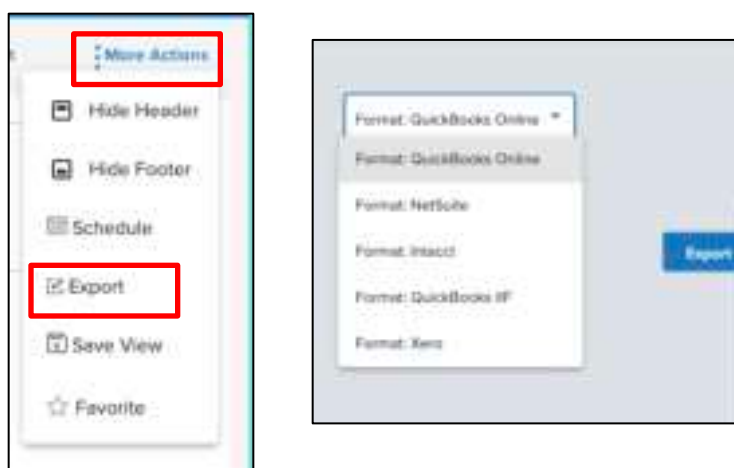 More Actions
Hide Header
Hide Footer
Schedule
Export
Save View
Favorite
Format: QuickBooks Online
Format: QuickBooks Online
Format: NetSuite
Format: Intacct
Format: QuickBooks IIF
Format: Xero
Export